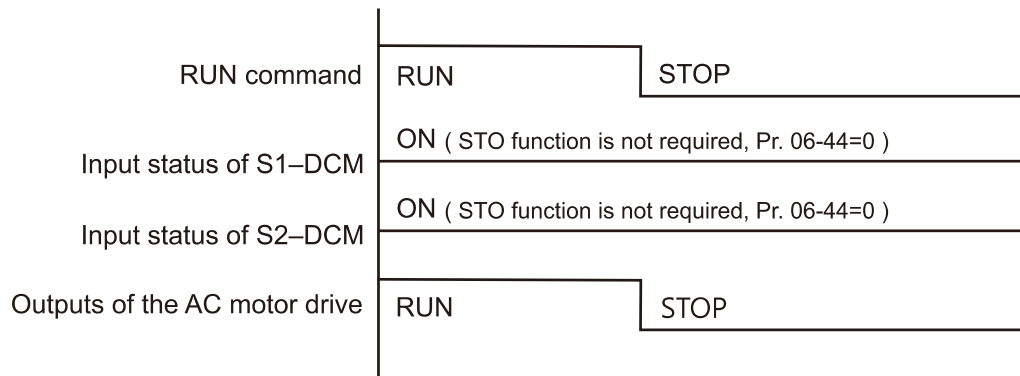 RUN command
RUN
STOP
Input status of S1–DCM
ON ( STO function is not required, Pr. 06-44=0 )
Input status of S2–DCM
ON ( STO function is not required, Pr. 06-44=0 )
Outputs of the AC motor drive
RUN
STOP